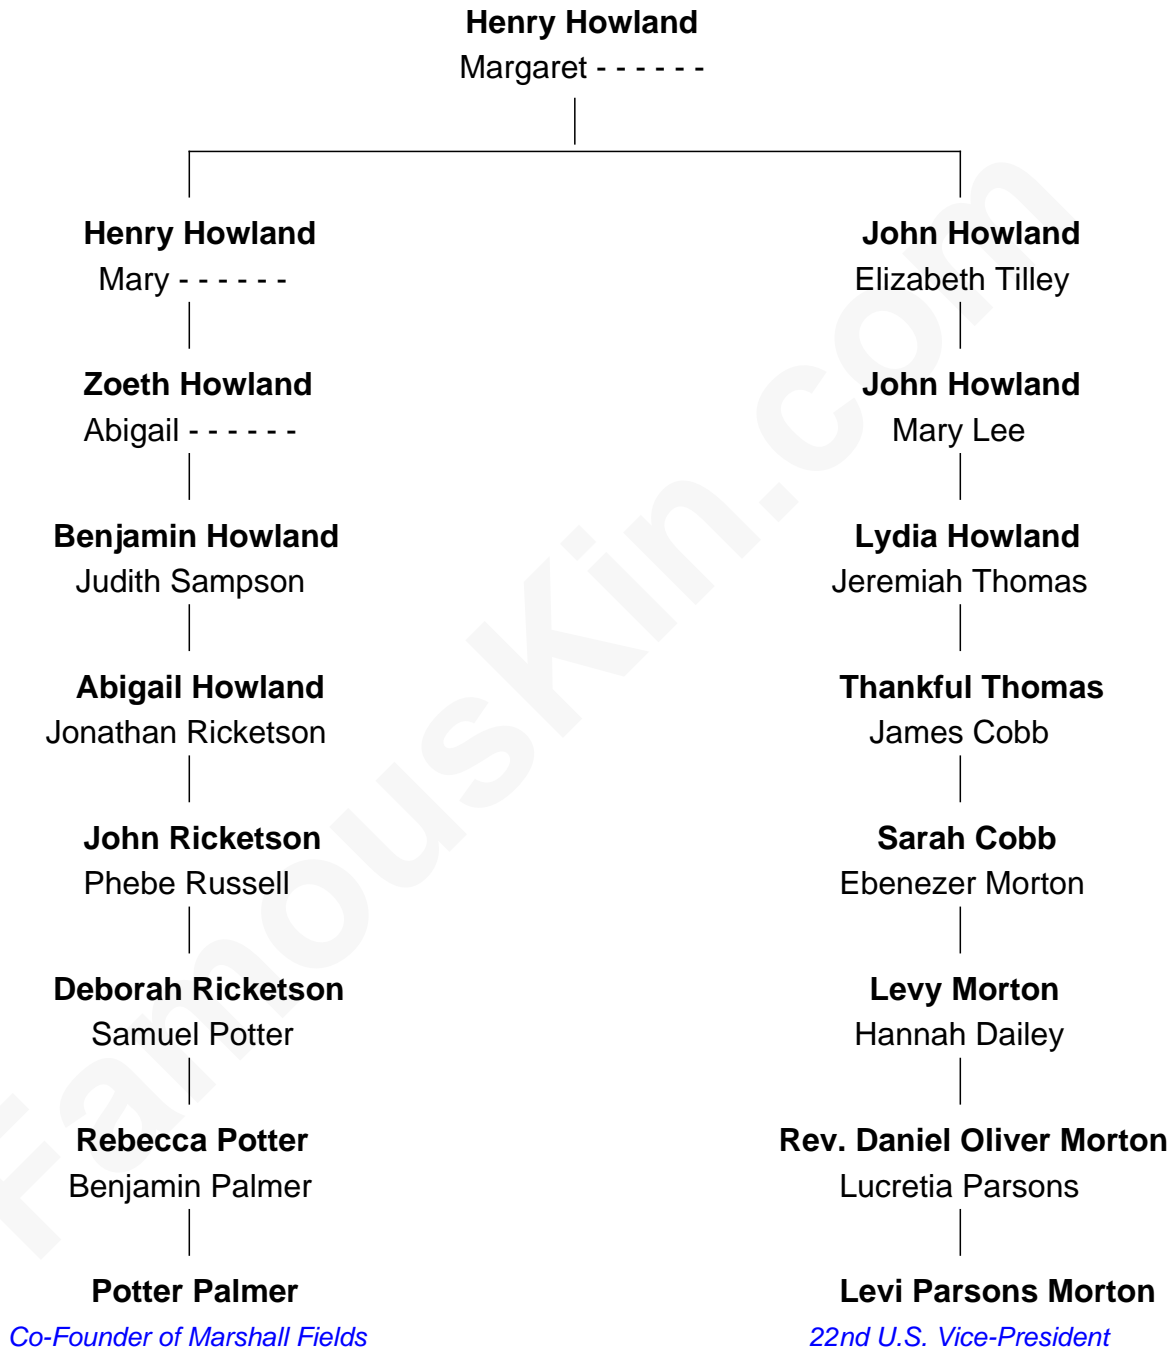 Henry Howland
Margaret - - - - - -
Henry Howland
Mary - - - - - -
John Howland
Elizabeth Tilley
Zoeth Howland
Abigail - - - - - -
John Howland
Mary Lee
Benjamin Howland
Judith Sampson
Lydia Howland
Jeremiah Thomas
Abigail Howland
Jonathan Ricketson
Thankful Thomas
James Cobb
John Ricketson
Phebe Russell
Sarah Cobb
Ebenezer Morton
Deborah Ricketson
Samuel Potter
Levy Morton
Hannah Dailey
Rebecca Potter
Benjamin Palmer
Rev. Daniel Oliver Morton
Lucretia Parsons
Potter Palmer
Co-Founder of Marshall Fields
Levi Parsons Morton
22nd U.S. Vice-President
FamousKin.com